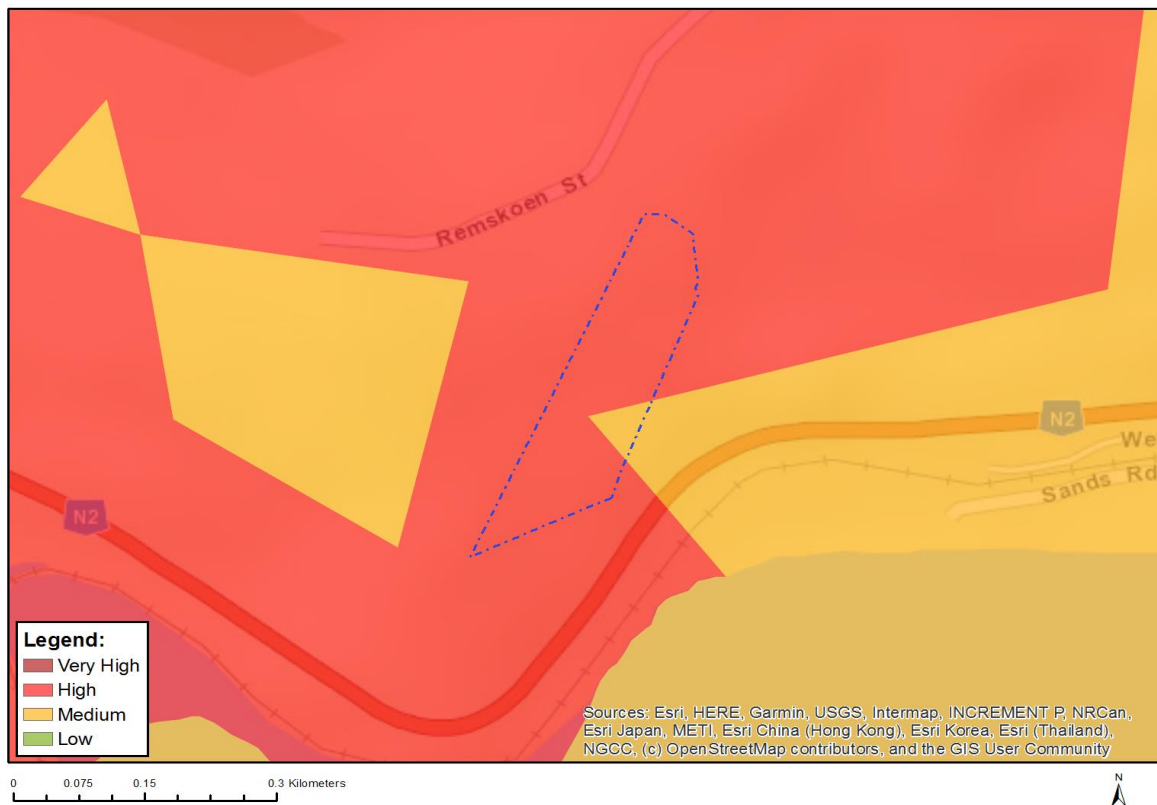 Remskoen St
N2
We
Sands Rd
N2
Legend:
Very High
High
Medium
Low
Sources: Esri, HERE, Garmin, USGS, Intermap, INCREMENT P, NRCan,
Esri Japan, METI, Esri China (Hong Kong), Esri Korea, Esri (Thailand),
NGCC, (c) OpenStreetMap contributors, and the GIS User Community
0 0.075 0.15 0.3 Kilometers
N